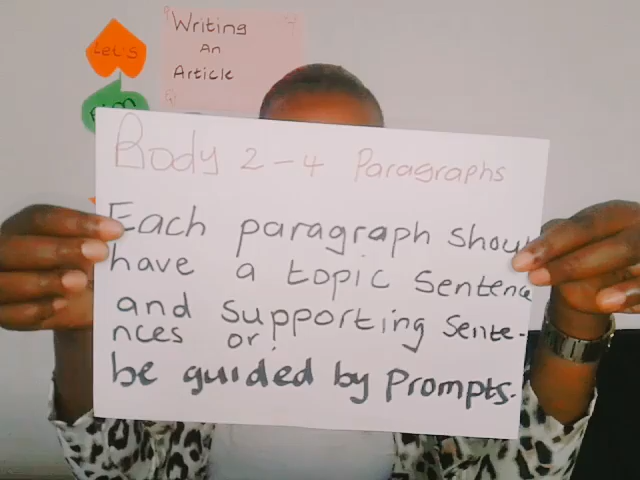 Let's
Writing
An
Article
Body 2-4 Paragraphs
Each paragraph shou
have a topic sentence
and supporting sente-
nces or
be guided by Prompts.